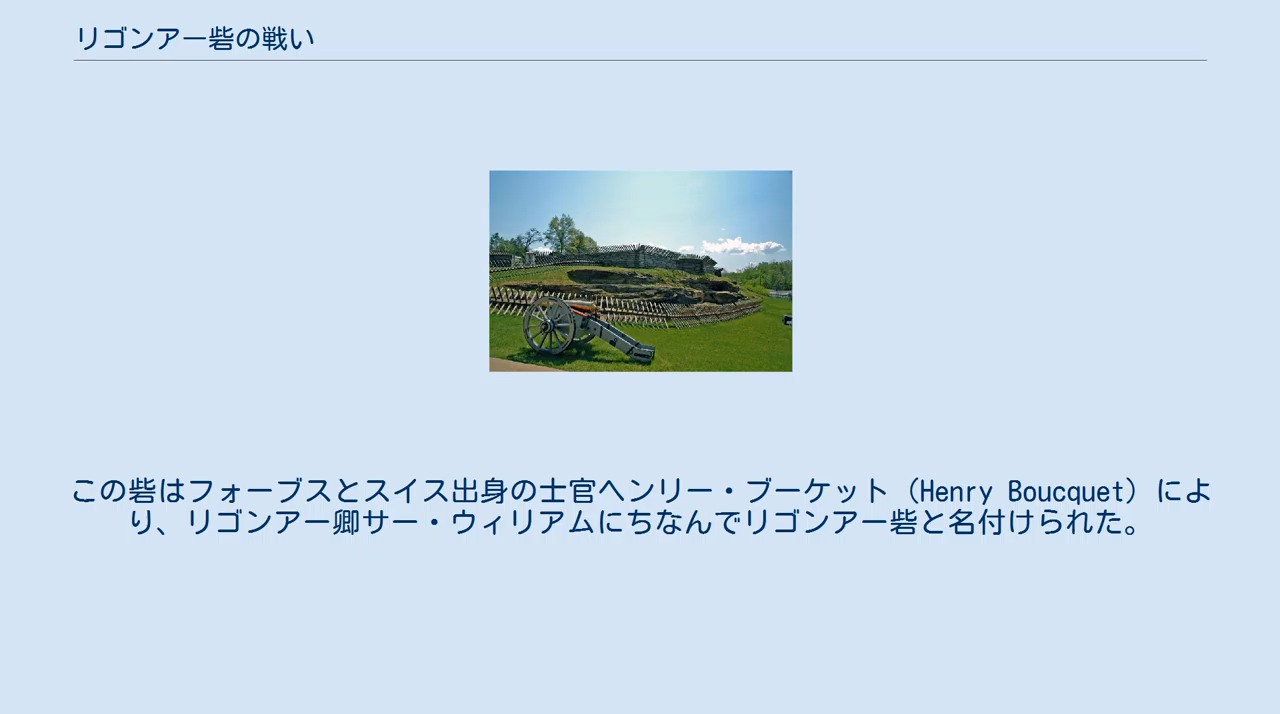 リゴンアー砦の戦い
この砦はフォーブスとスイス出身の士官ヘンリー・ブーケット（Henry Boucquet）によ
り、リゴンアー卿サー・ウィリアムにちなんでリゴンアー砦と名付けられた。